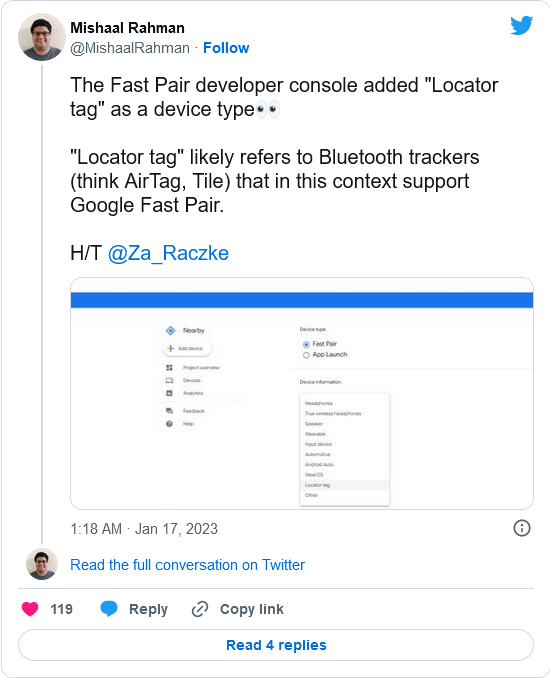 Mishaal Rahman
@MishaalRahman · Follow
The Fast Pair developer console added "Locator
tag" as a device type👀
"Locator tag" likely refers to Bluetooth trackers
(think AirTag, Tile) that in this context support
Google Fast Pair.
H/T @Za_Raczke
Nearby
Add device
Project overview
Devices
Analytics
Feedback
Help
Device type
Fast Pair
App Launch
Device information
Headphones
True wireless headphones
Speaker
Wearable
Input device
Automotive
Android Auto
WearOS
Locator tag
Other
1:18 AM · Jan 17, 2023
Read the full conversation on Twitter
119
Reply
Copy link
Read 4 replies